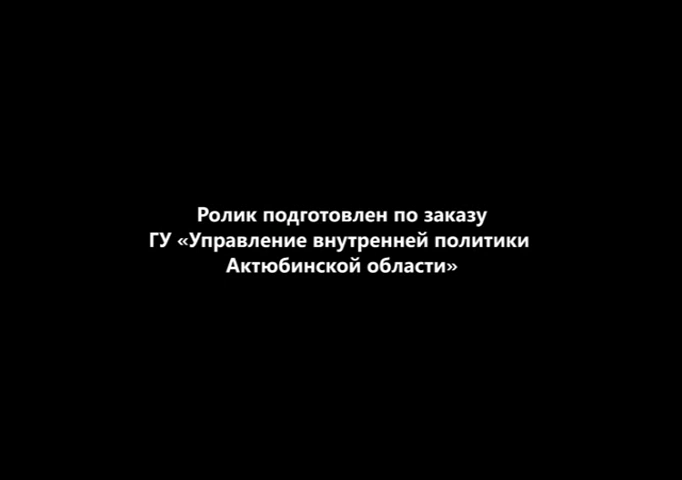 Ролик подготовлен по заказу
ГУ «Управление внутренней политики
Актюбинской области»